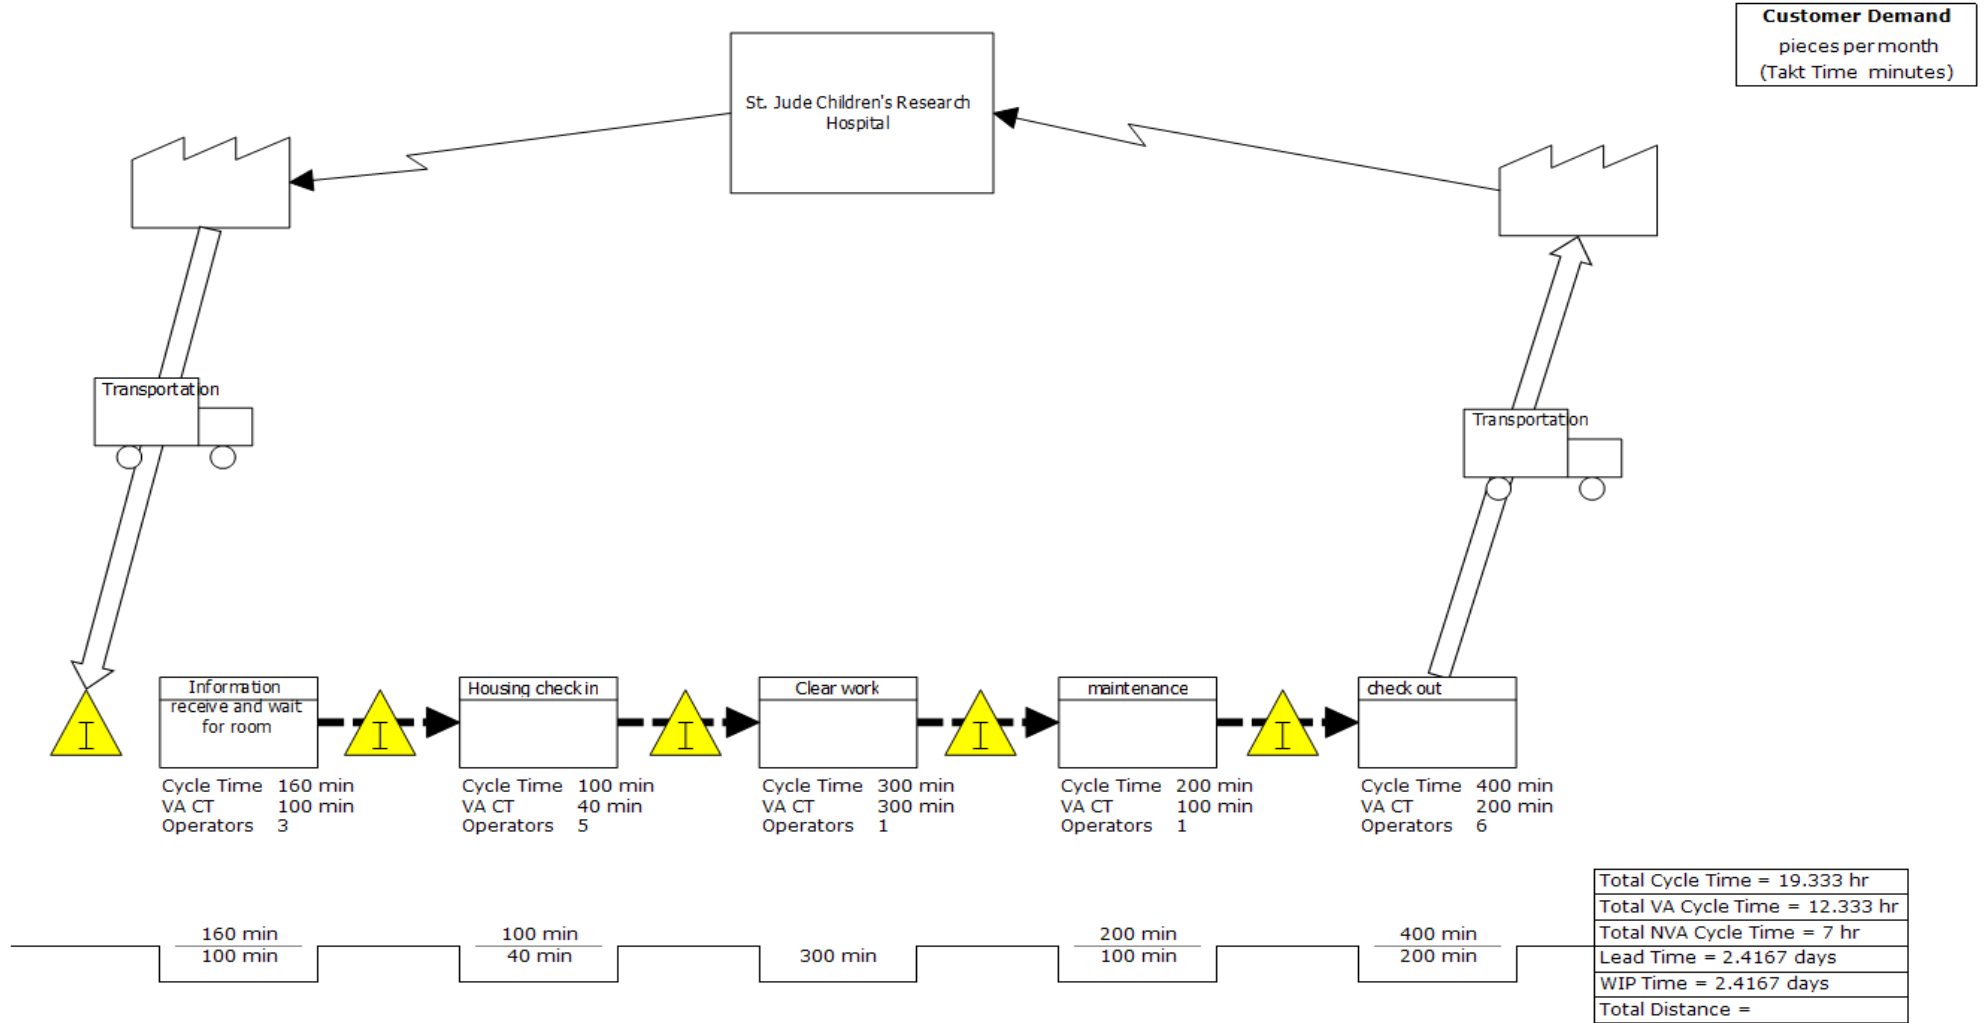 Customer Demand
pieces per month
(Takt Time minutes)
St. Jude Children's Research
Hospital
Transportation
Transportation
Information
receive and wait
for room
Housing check in
Clear work
maintenance
check out
I
I
I
I
I
Cycle Time 160 min
VA CT 100 min
Operators 3
Cycle Time 100 min
VA CT 40 min
Operators 5
Cycle Time 300 min
VA CT 300 min
Operators 1
Cycle Time 200 min
VA CT 100 min
Operators 1
Cycle Time 400 min
VA CT 200 min
Operators 6
160 min
100 min
100 min
40 min
300 min
200 min
100 min
400 min
200 min
Total Cycle Time = 19.333 hr
Total VA Cycle Time = 12.333 hr
Total NVA Cycle Time = 7 hr
Lead Time = 2.4167 days
WIP Time = 2.4167 days
Total Distance =